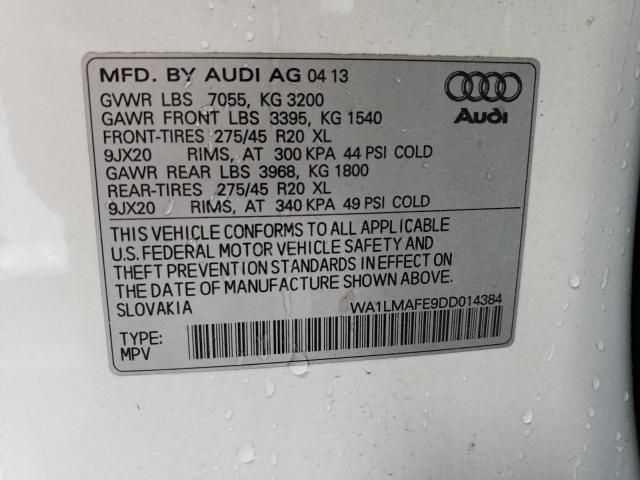 MFD. BY AUDI AG 04 13
GVWR LBS 7055, KG 3200
GAWR FRONT LBS 3395, KG 1540
FRONT-TIRES 275/45 R20 XL
9JX20 RIMS, AT 300 KPA 44 PSI COLD
GAWR REAR LBS 3968, KG 1800
REAR-TIRES 275/45 R20 XL
9JX20 RIMS, AT 340 KPA 49 PSI COLD
Audi
THIS VEHICLE CONFORMS TO ALL APPLICABLE
U.S. FEDERAL MOTOR VEHICLE SAFETY AND
THEFT PREVENTION STANDARDS IN EFFECT ON
THE DATE OF MANUFACTURE SHOWN ABOVE.
SLOVAKIA WA1LMAFE9DD014384
TYPE:
MPV